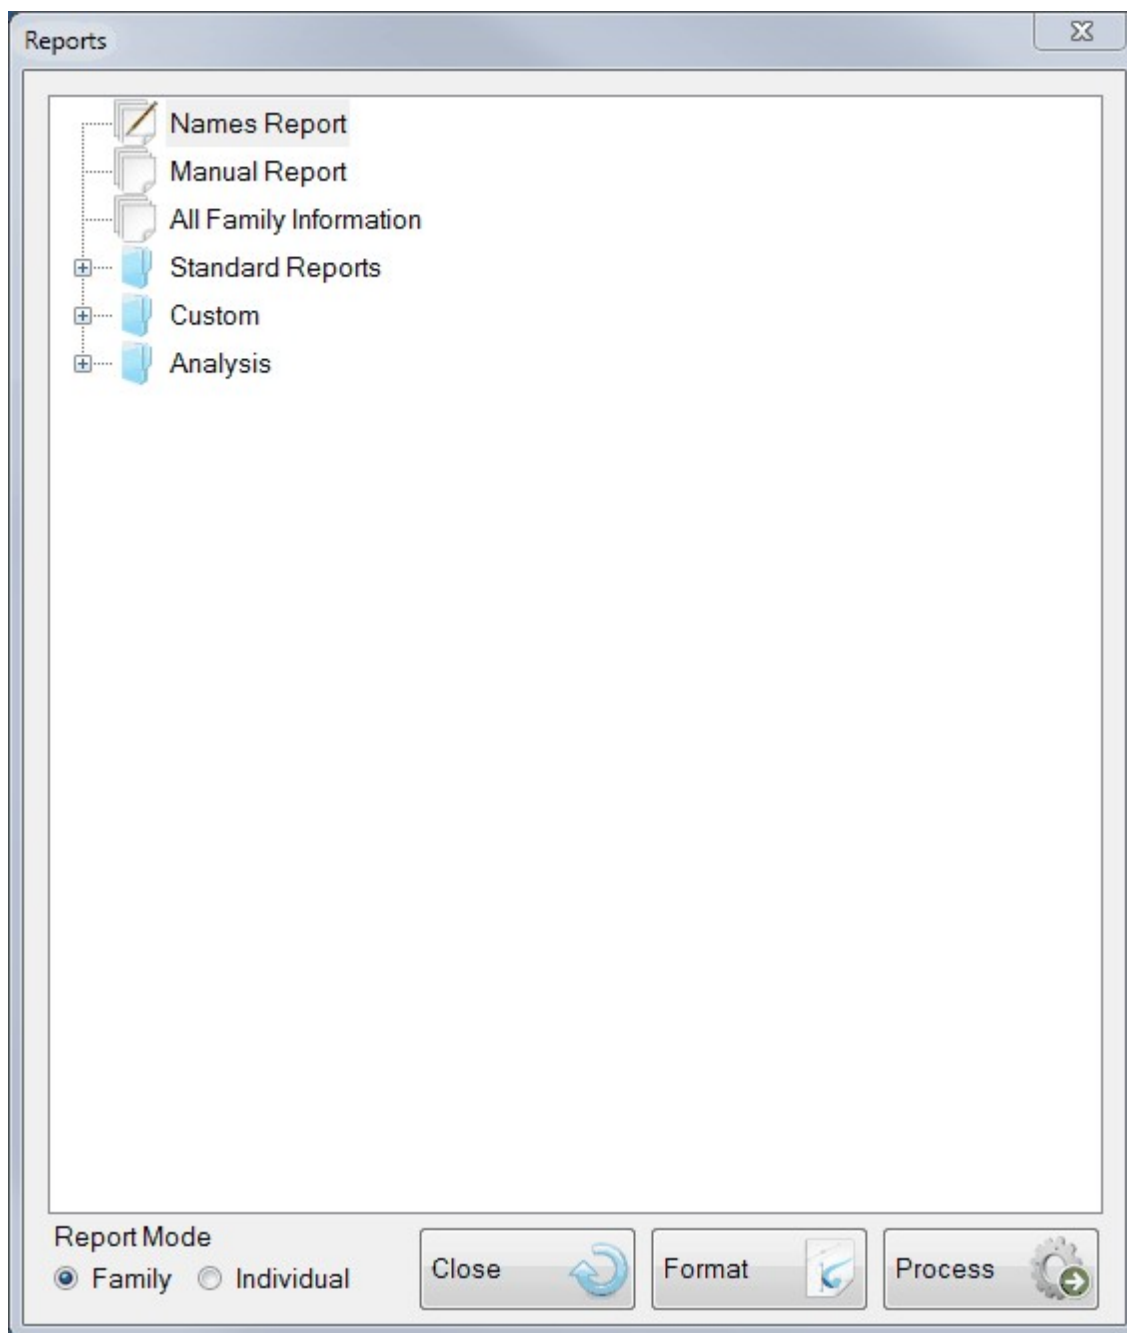 Reports
Names Report
Manual Report
All Family Information
Standard Reports
Custom
Analysis
Report Mode
Family Individual
Close
Format
Process